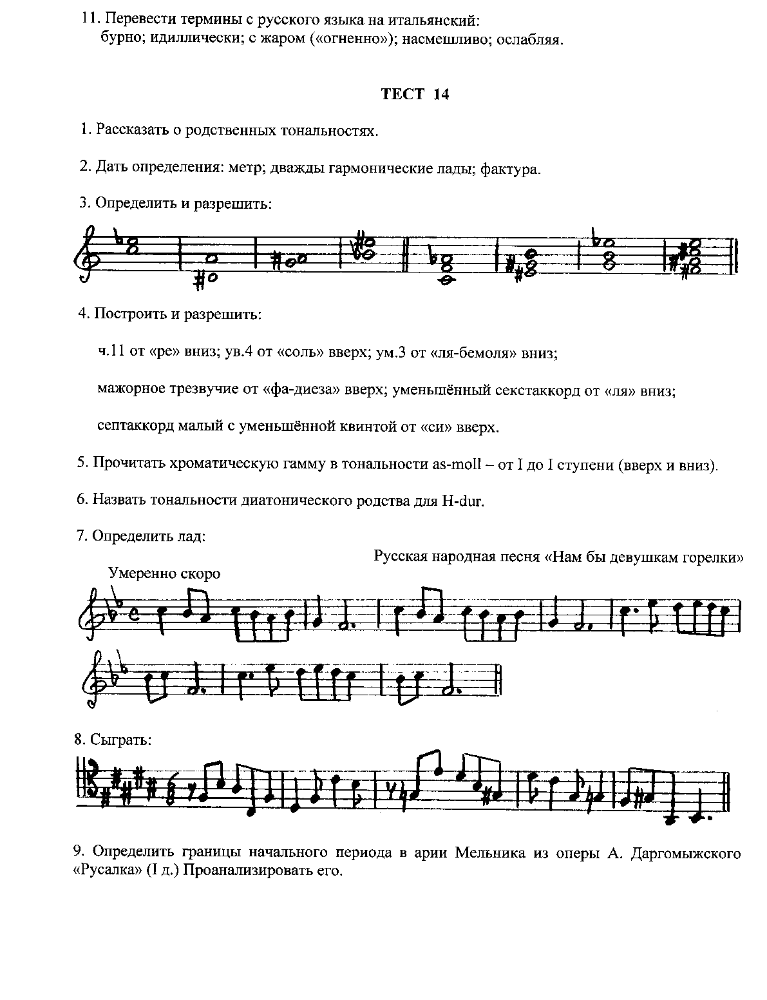 11. Перевести термины с русского языка на итальянский:
бурно; идиллически; с жаром («огненно»); насмешливо; ослабляя.
ТЕСТ 14
1. Рассказать о родственных тональностях.
2. Дать определения: метр; дважды гармонические лады; фактура.
3. Определить и разрешить:
4. Построить и разрешить:
ч.11 от «ре» вниз; ув.4 от «соль» вверх; ум.3 от «ля-бемоля» вниз;
мажорное трезвучие от «фа-диеза» вверх; уменьшённый секстаккорд от «ля» вниз;
септаккорд малый с уменьшённой квинтой от «си» вверх.
5. Прочитать хроматическую гамму в тональности as-moll – от I до I ступени (вверх и вниз).
6. Назвать тональности диатонического родства для H-dur.
7. Определить лад:
Русская народная песня «Нам бы девушкам горелки»
Умеренно скоро
8. Сыграть:
9. Определить границы начального периода в арии Мельника из оперы А. Даргомыжского
«Русалка» (I д.) Проанализировать его.